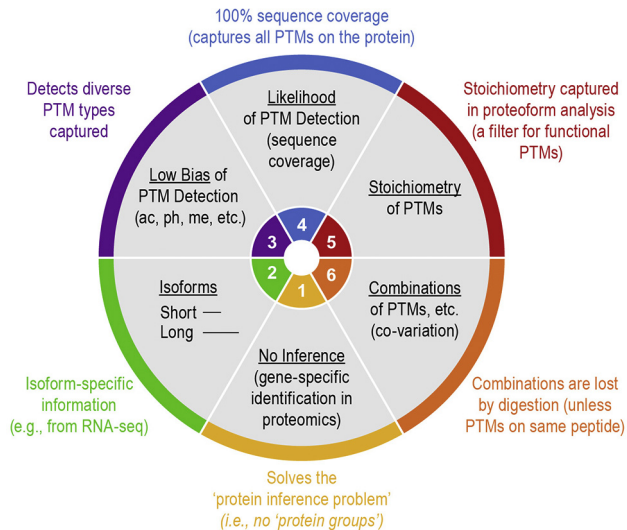 100% sequence coverage
(captures all PTMs on the protein)
Detects diverse
PTM types
captured
Stoichiometry captured
in proteoform analysis
(a filter for functional
PTMs)
Likelihood
of PTM Detection
(sequence
coverage)
Low Bias of
PTM Detection
(ac, ph, me, etc.)
Stoichiometry
of PTMs
4
3
5
2
6
1
Isoforms
Short
Long
Combinations
of PTMs, etc.
(co-variation)
No Inference
(gene-specific
identification in
proteomics)
Isoform-specific
information
(e.g., from RNA-seq)
Combinations are lost
by digestion (unless
PTMs on same peptide)
Solves the
‘protein inference problem’
(i.e., no ‘protein groups’)